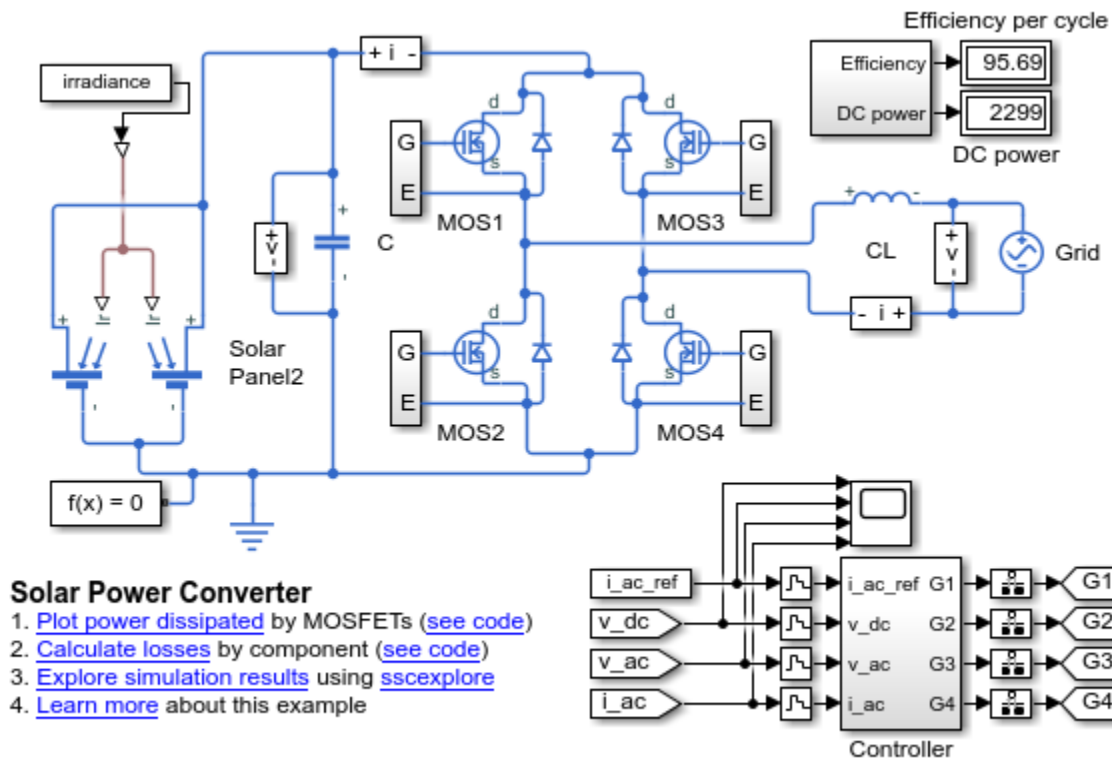 Efficiency per cycle
irradiance
+ i -
Efficiency
95.69
DC power
2299
DC power
d
d
G
s
s
G
E
E
MOS1
MOS3
+
-
+
+ v -
C
+ v -
CL
+ v -
Grid
'
- i +
+
Ir
Ir
+
d
d
Solar
Panel2
G
s
s
G
E
E
'
'
MOS2
MOS4
f(x) = 0
Solar Power Converter
1. Plot power dissipated by MOSFETs (see code)
2. Calculate losses by component (see code)
3. Explore simulation results using sscexplore
4. Learn more about this example
i_ac_ref
i_ac_ref
G1
G1
v_dc
v_dc
G2
G2
v_ac
v_ac
G3
G3
i_ac
i_ac
G4
G4
Controller